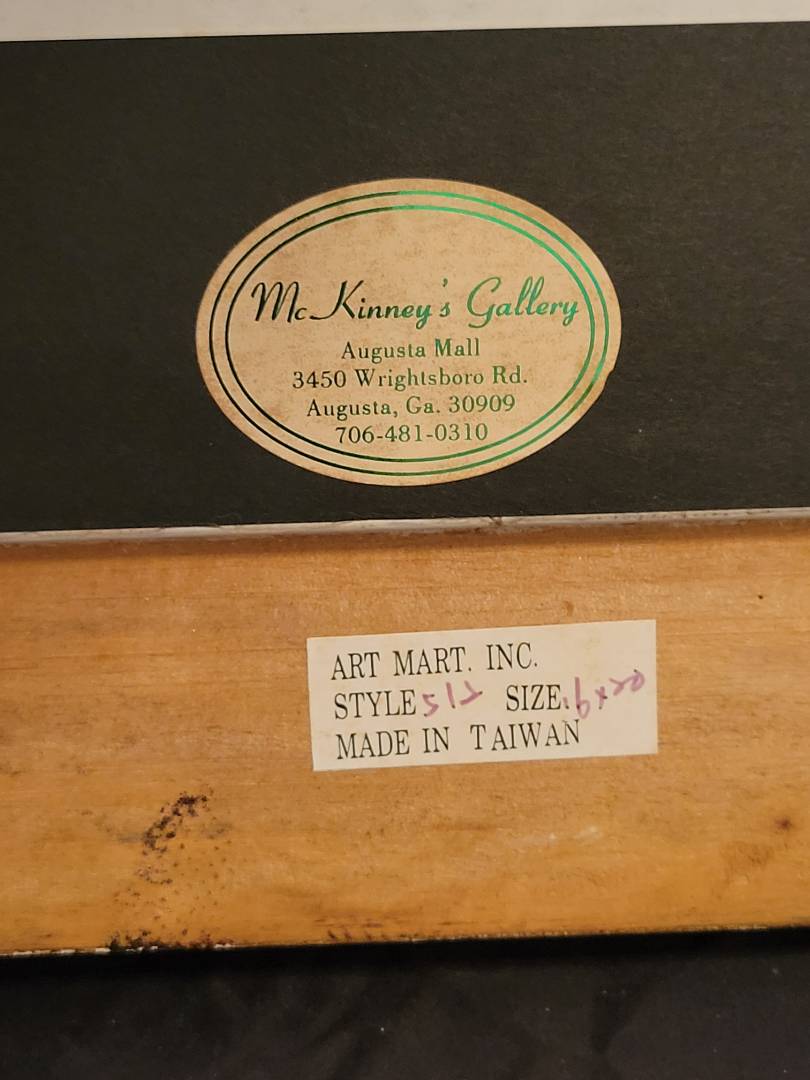 McKinney's Gallery
Augusta Mall
3450 Wrightsboro Rd.
Augusta, Ga. 30909
706-481-0310
ART MART. INC.
STYLE 512 SIZE: 16x20
MADE IN TAIWAN